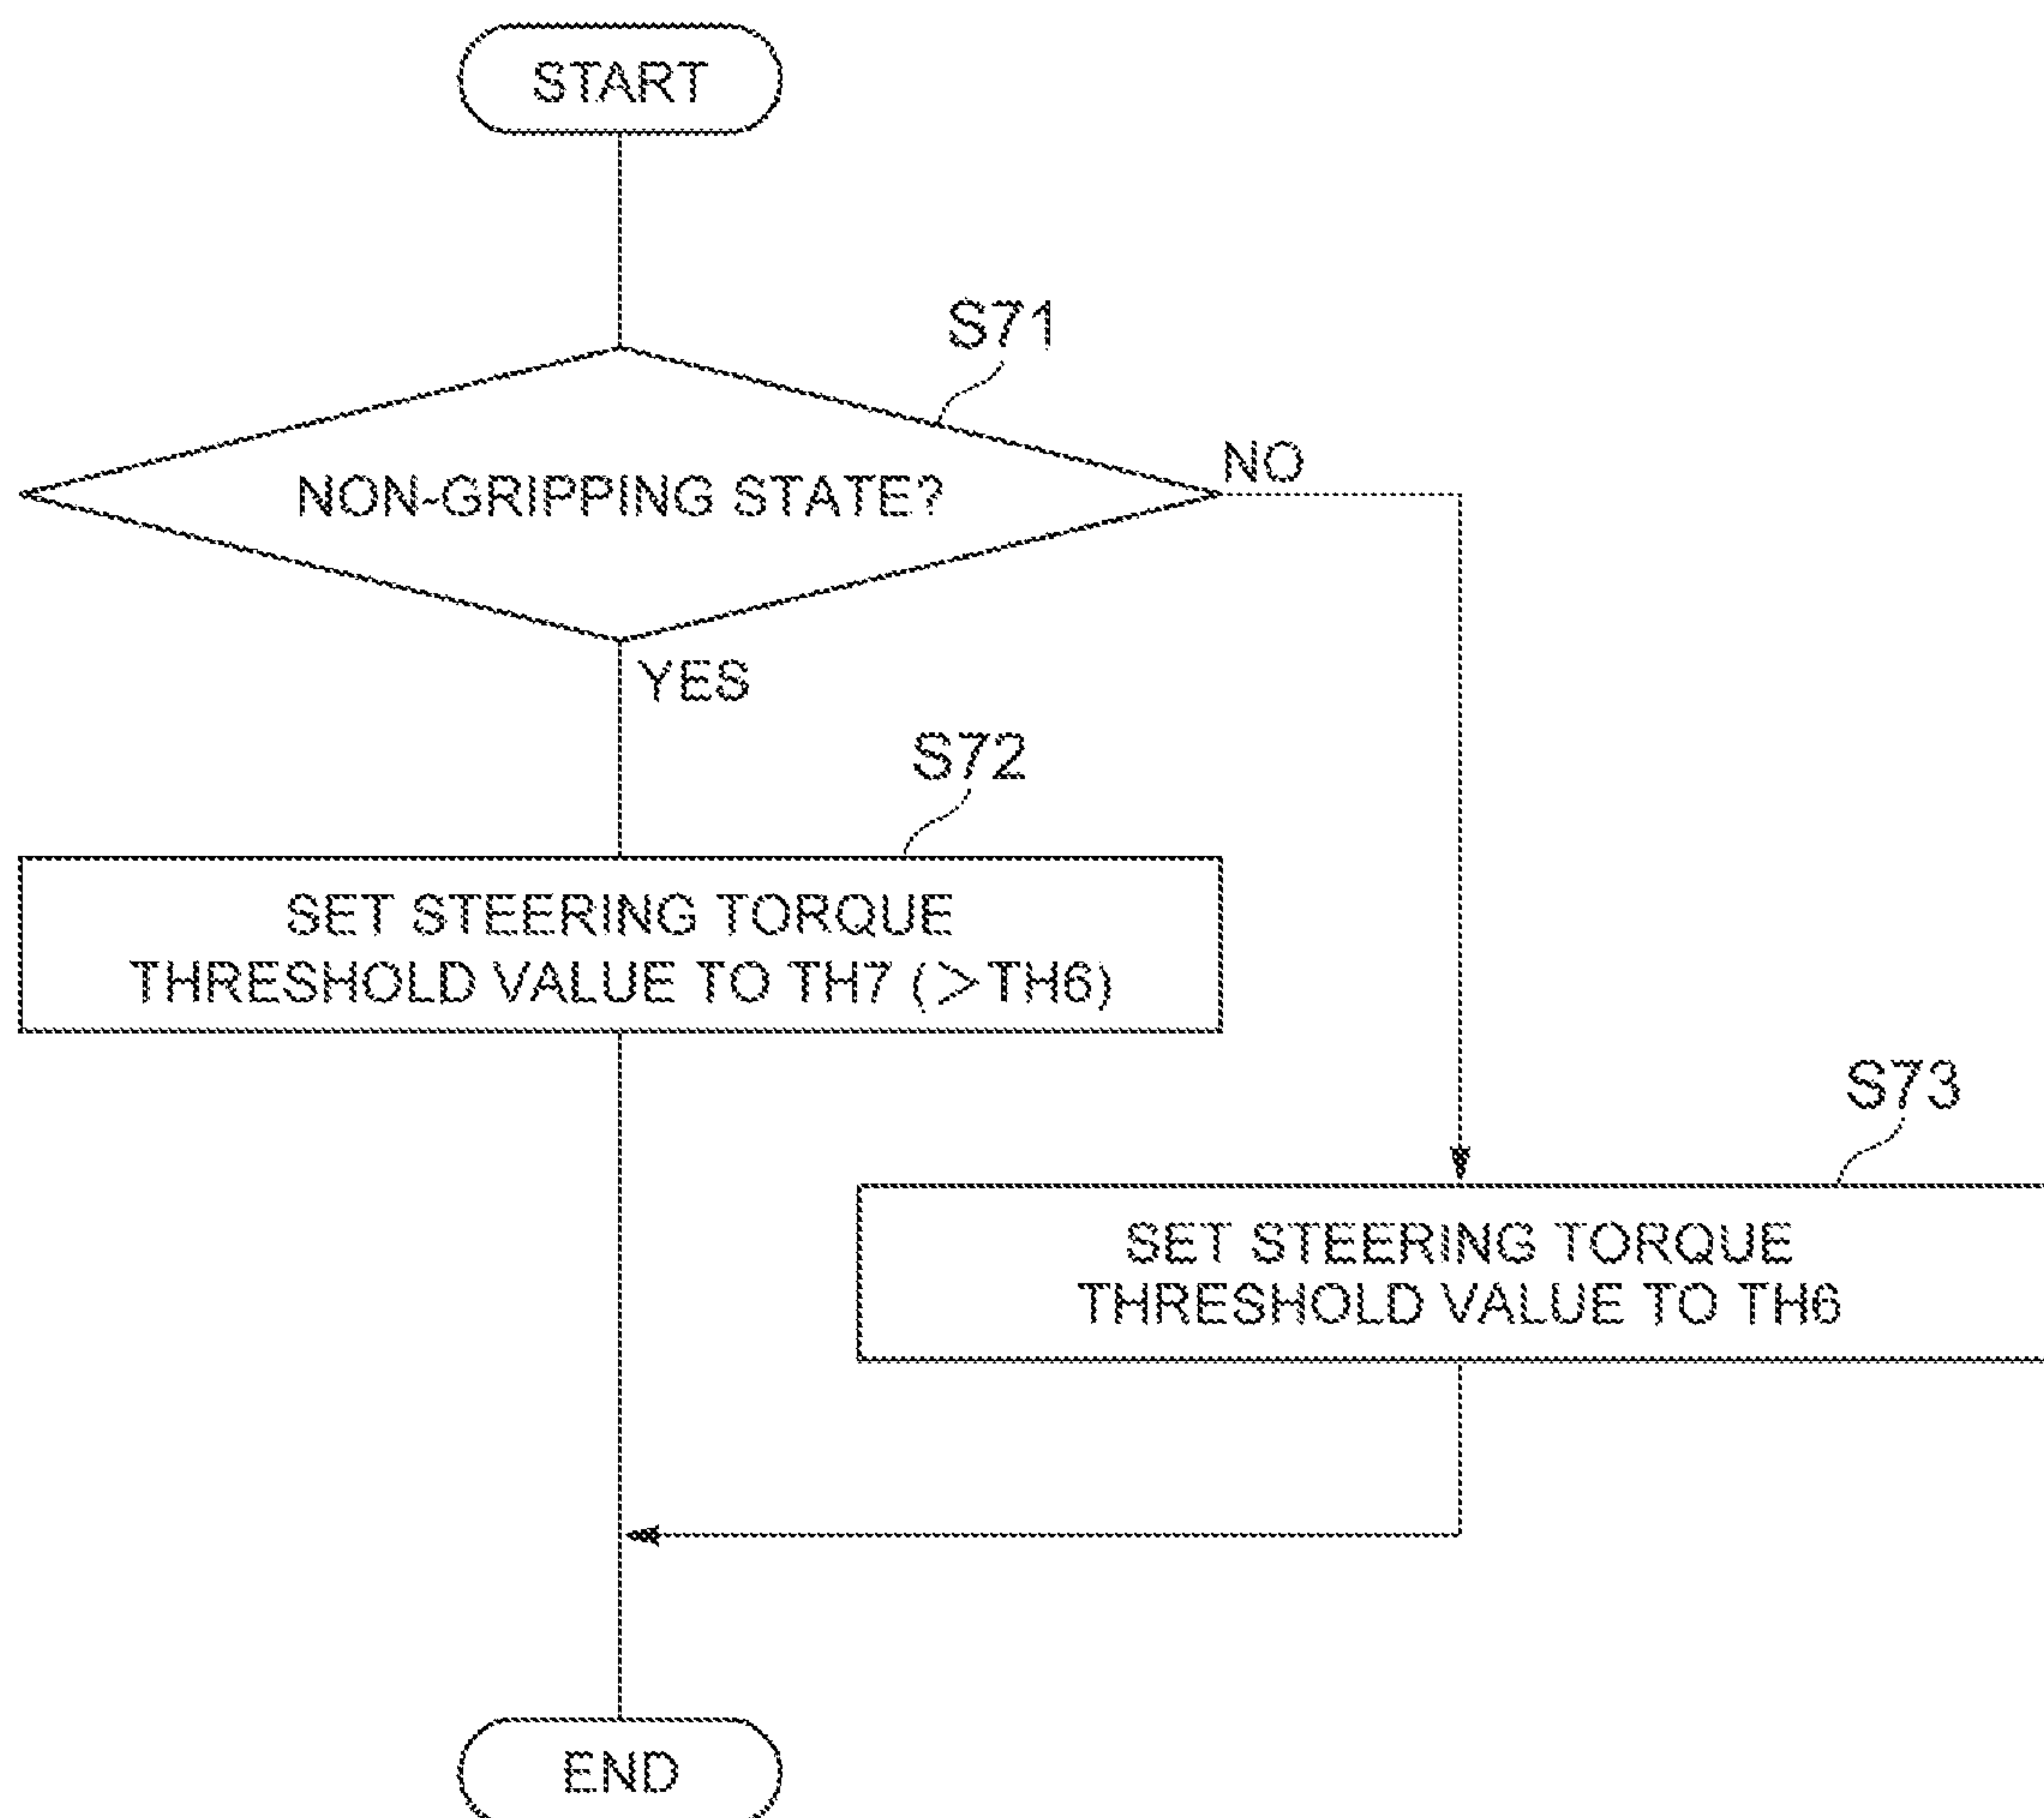 START
S71
NON-GRIPPING STATE?
NO
YES
S72
SET STEERING TORQUE
THRESHOLD VALUE TO TH7 (>TH6)
S73
SET STEERING TORQUE
THRESHOLD VALUE TO TH6
END